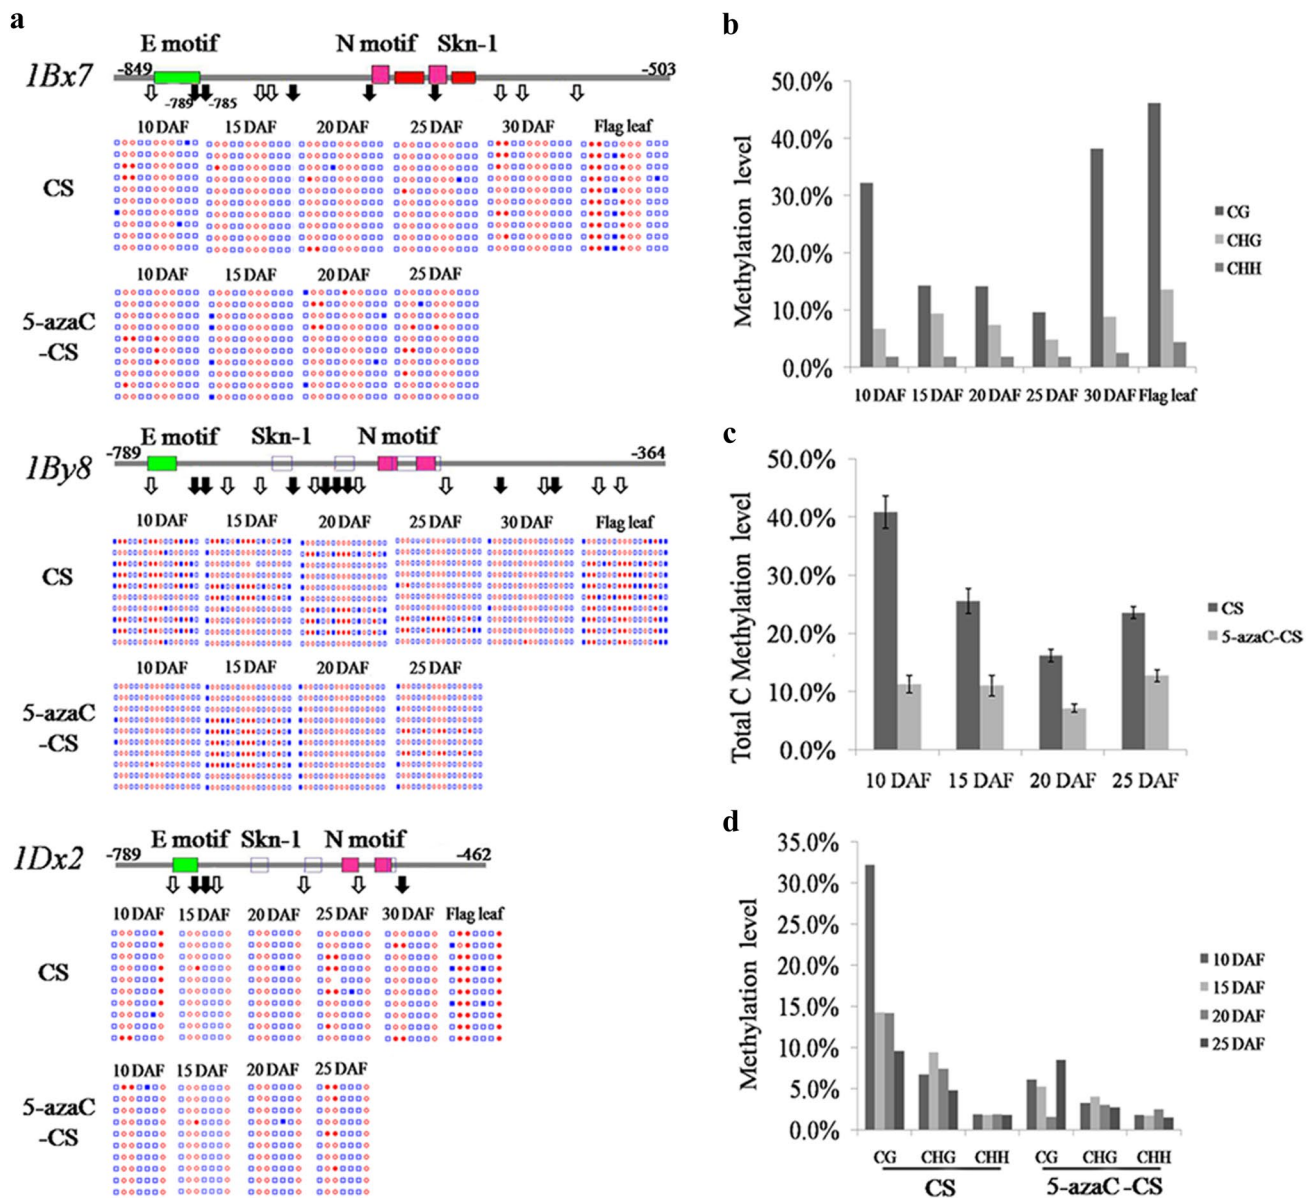 a
E motif N motif Skn-1
1Bx7 -849 -503
-789 -785
10 DAF 15 DAF 20 DAF 25 DAF 30 DAF Flag leaf
CS
10 DAF 15 DAF 20 DAF 25 DAF
5-azaC
-CS
E motif Skn-1 N motif
1By8 -789 -364
10 DAF 15 DAF 20 DAF 25 DAF 30 DAF Flag leaf
CS
10 DAF 15 DAF 20 DAF 25 DAF
5-azaC
-CS
E motif Skn-1 N motif
1Dx2 -789 -462
10 DAF 15 DAF 20 DAF 25 DAF 30 DAF Flag leaf
CS
10 DAF 15 DAF 20 DAF 25 DAF
5-azaC
-CS
b
Methylation level
50.0%
40.0%
30.0%
20.0%
10.0%
0.0%
10 DAF 15 DAF 20 DAF 25 DAF 30 DAF Flag leaf
CG
CHG
CHH
c
Total C Methylation level
50.0%
40.0%
30.0%
20.0%
10.0%
0.0%
10 DAF 15 DAF 20 DAF 25 DAF
CS
5-azaC-CS
d
Methylation level
35.0%
30.0%
25.0%
20.0%
15.0%
10.0%
5.0%
0.0%
CG CHG CHH CG CHG CHH
CS 5-azaC-CS
10 DAF
15 DAF
20 DAF
25 DAF